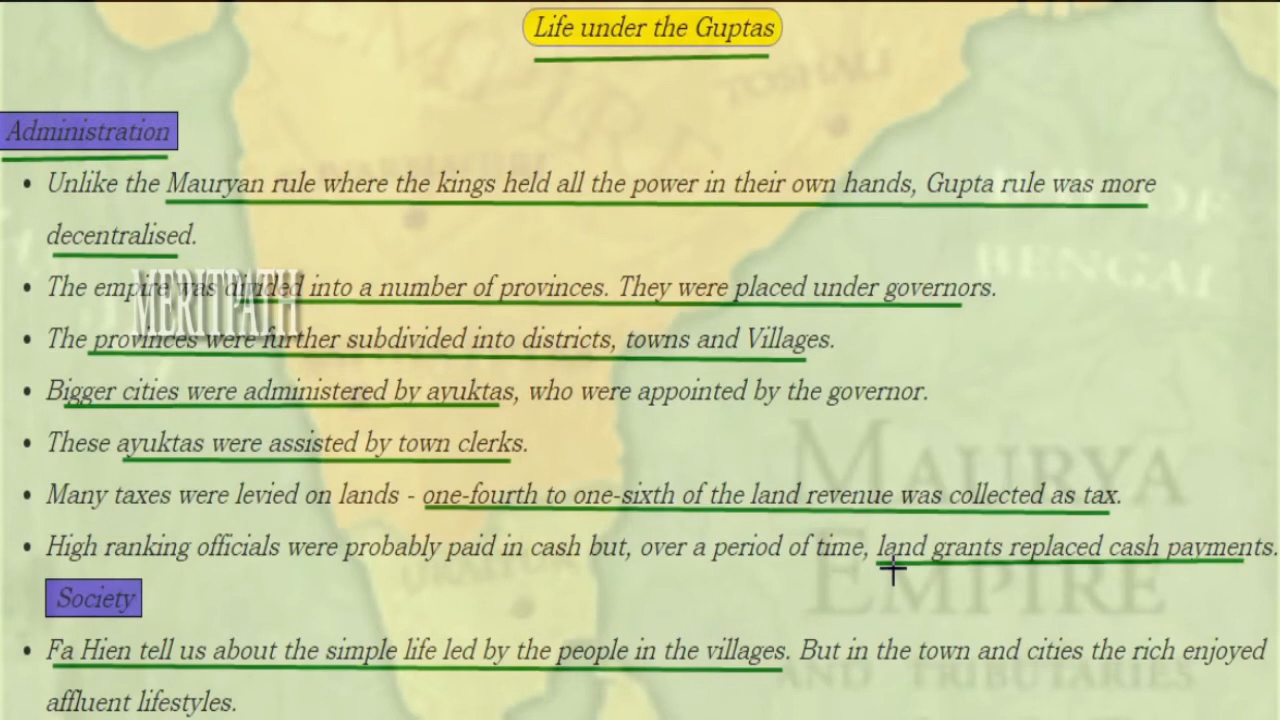 Life under the Guptas
Administration
• Unlike the Mauryan rule where the kings held all the power in their own hands, Gupta rule was more
decentralised.
• The empire was divided into a number of provinces. They were placed under governors.
MERITPATH
• The provinces were further subdivided into districts, towns and Villages.
• Bigger cities were administered by ayuktas, who were appointed by the governor.
• These ayuktas were assisted by town clerks.
• Many taxes were levied on lands - one-fourth to one-sixth of the land revenue was collected as tax.
• High ranking officials were probably paid in cash but, over a period of time, land grants replaced cash payments.
Society
• Fa Hien tell us about the simple life led by the people in the villages. But in the town and cities the rich enjoyed
affluent lifestyles.
BENGAL
MAURYA
EMPIRE
AND TRIBUTARIES